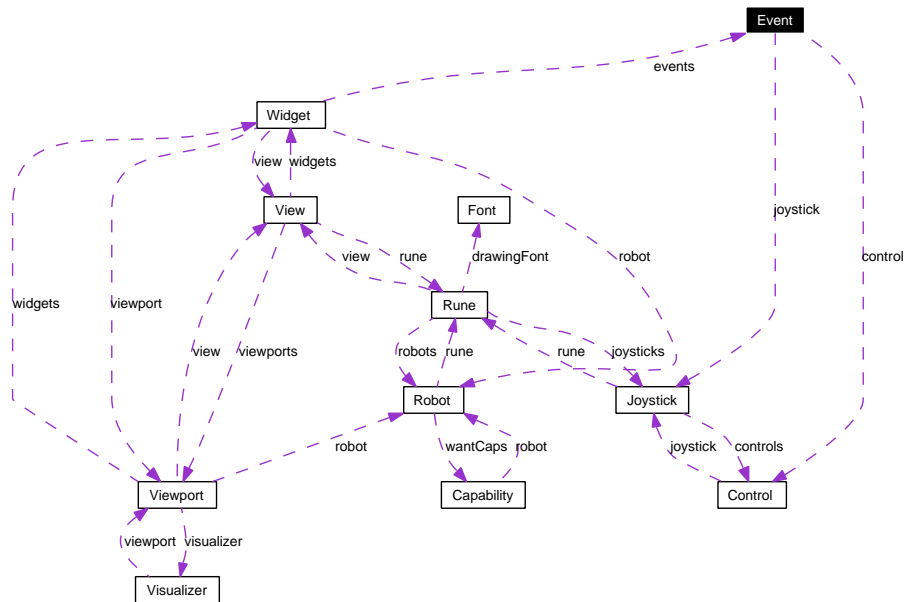 Event
events
Widget
view widgets
View
Font
joystick
widgets
viewport
view
rune
drawingFont
robot
control
Rune
view
viewports
robots
rune
rune
joysticks
Robot
Joystick
robot
wantCaps
robot
joystick
controls
Viewport
Capability
Control
viewport
visualizer
Visualizer